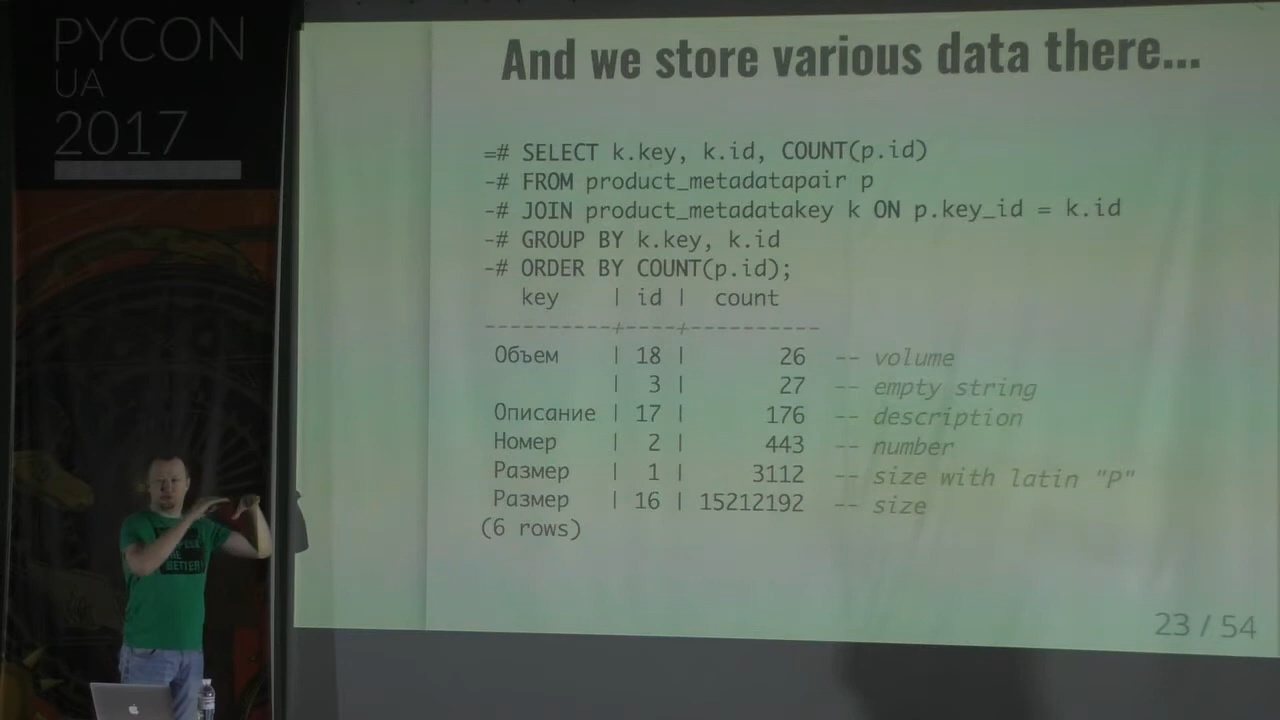 PYCON
UA
2017
And we store various data there...
=# SELECT k.key, k.id, COUNT(p.id)
-# FROM product_metadatapair p
-# JOIN product_metadatakey k ON p.key_id = k.id
-# GROUP BY k.key, k.id
-# ORDER BY COUNT(p.id);
key | id | count
----------+----+----------
Объем | 18 | 26 -- volume
| 3 | 27 -- empty string
Описание | 17 | 176 -- description
Номер | 2 | 443 -- number
Pазмер | 1 | 3112 -- size with latin "P"
Размер | 16 | 15212192 -- size
(6 rows)
23 / 54
BETTER